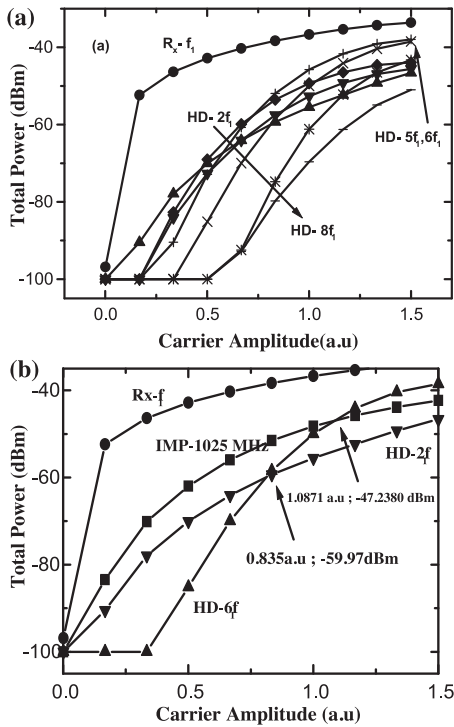 (a)
(a)
Rx- f1
HD- 2f1
HD- 5f1,6f1
HD- 8f1
Total Power (dBm)
-40
-60
-80
-100
0.0 0.5 1.0 1.5
Carrier Amplitude(a.u)
(b)
Rx-f1
IMP-1025 MHz
HD-2f1
1.0871 a.u ; -47.2380 dBm
0.835a.u ; -59.97dBm
HD-6f1
Total Power (dBm)
-40
-60
-80
-100
0.0 0.5 1.0 1.5
Carrier Amplitude (a.u)